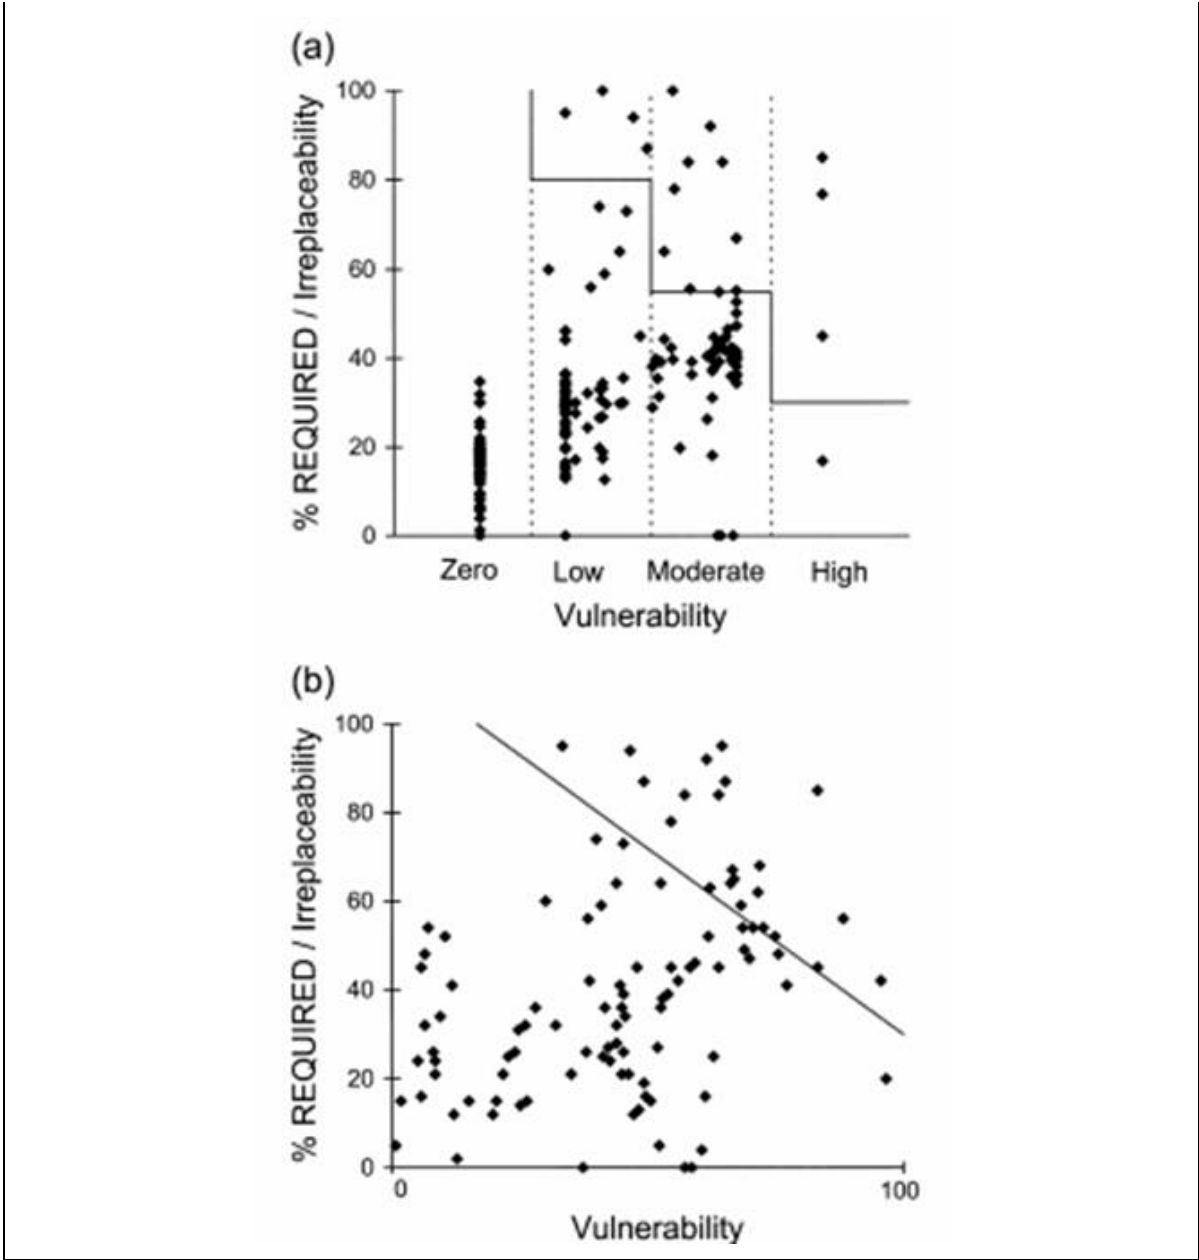 (a)
% REQUIRED / Irreplaceability
100
80
60
40
20
0
Zero Low Moderate High
Vulnerability
(b)
% REQUIRED / Irreplaceability
100
80
60
40
20
0
0 100
Vulnerability